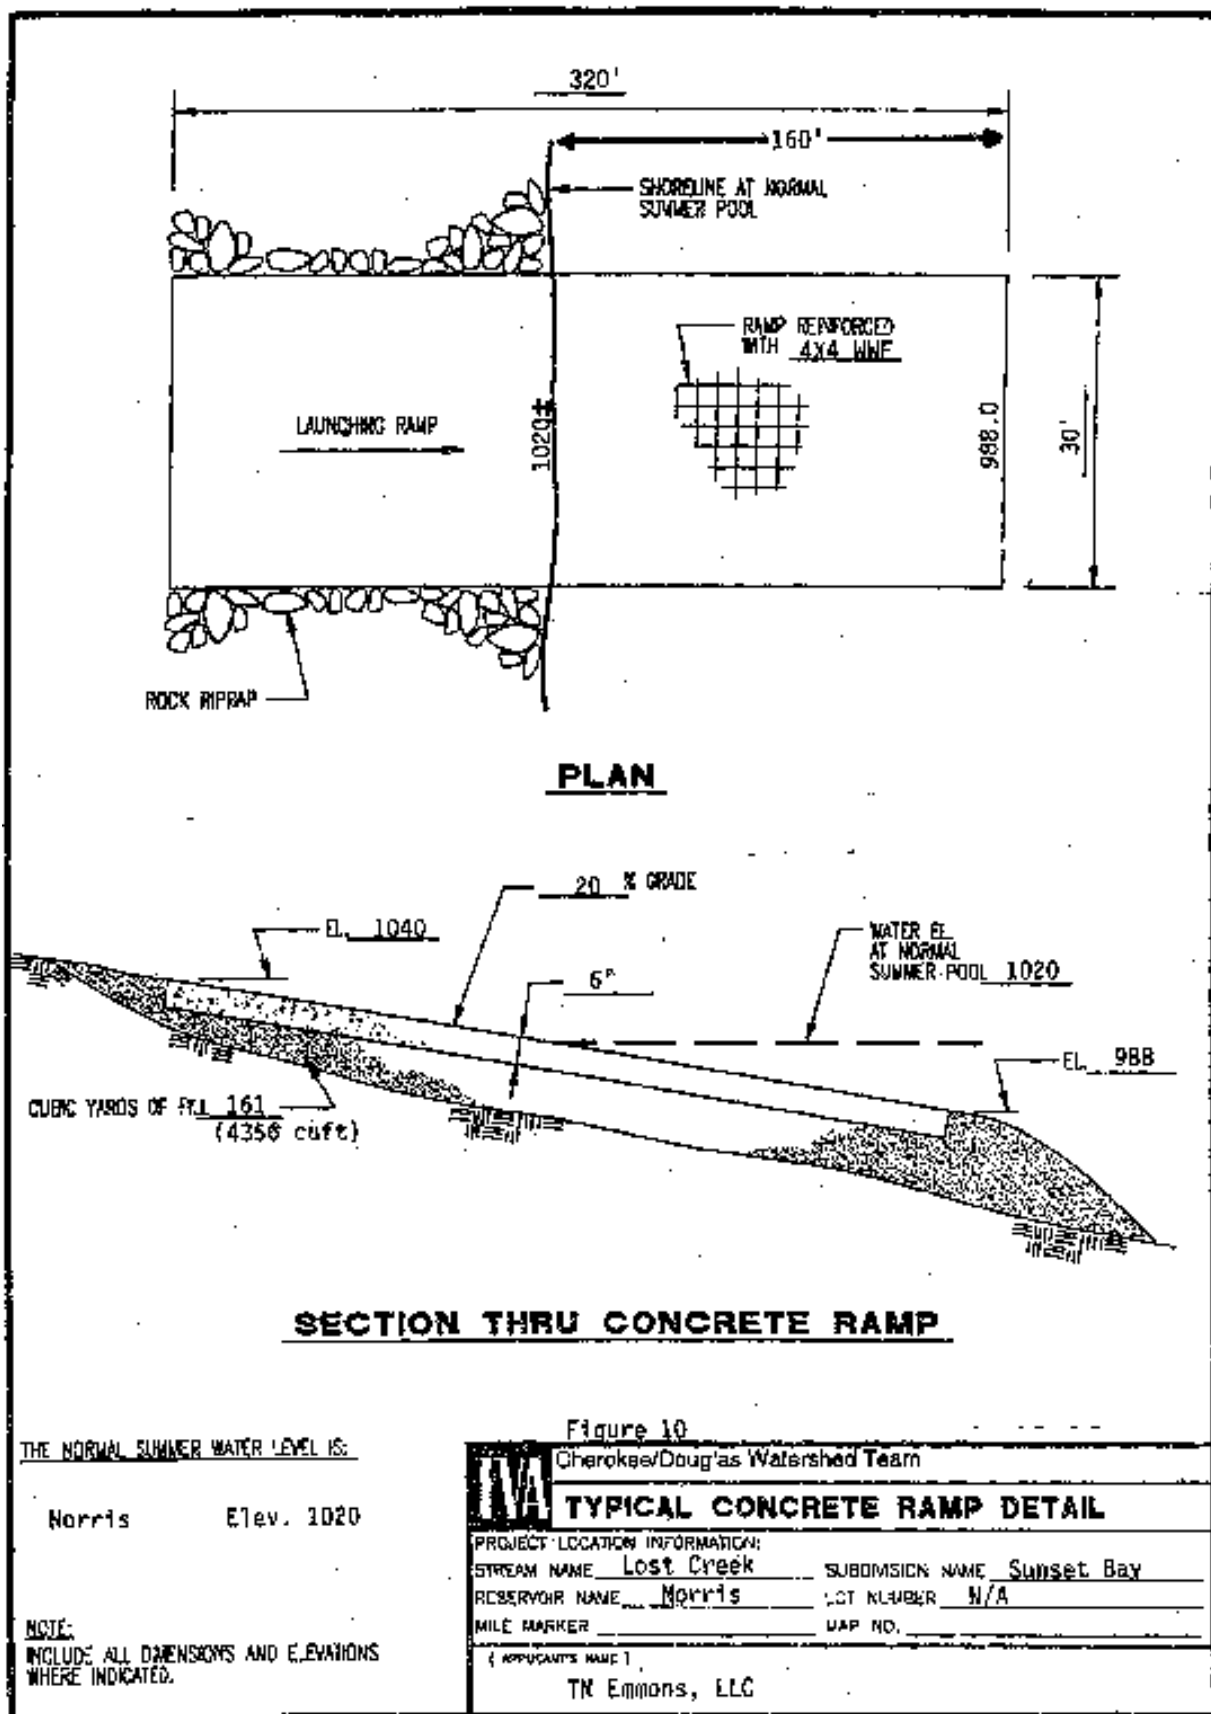 320'
160'
SHORELINE AT NORMAL
SUMMER POOL
RAMP REINFORCED
WITH 4X4 WWF
LAUNCHING RAMP
1020±
988.0
30'
ROCK RIPRAP
PLAN
20 % GRADE
EL. 1040
WATER EL.
AT NORMAL
SUMMER POOL 1020
6"
EL. 988
CUBIC YARDS OF FILL 161
(4356 cuft)
SECTION THRU CONCRETE RAMP
Figure 10
THE NORMAL SUMMER WATER LEVEL IS:
TVA
Cherokee/Douglas Watershed Team
TYPICAL CONCRETE RAMP DETAIL
Norris Elev. 1020
PROJECT LOCATION INFORMATION:
STREAM NAME Lost Creek SUBDIVISION NAME Sunset Bay
RESERVOIR NAME Norris LOT NUMBER N/A
MILE MARKER MAP NO.
NOTE:
INCLUDE ALL DIMENSIONS AND ELEVATIONS
WHERE INDICATED.
( APPLICANT'S NAME )
TN Emmons, LLC